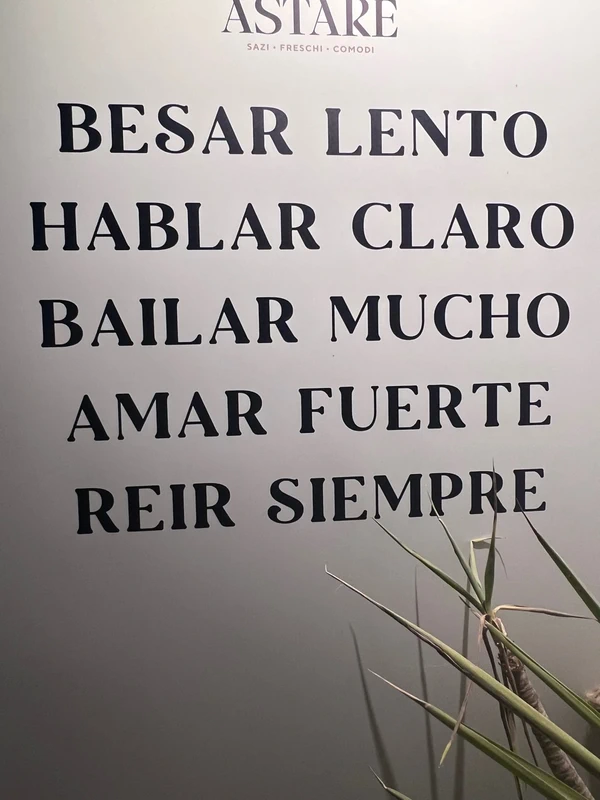 ASTARE
SAZI • FRESCHI • COMODI
BESAR LENTO
HABLAR CLARO
BAILAR MUCHO
AMAR FUERTE
REIR SIEMPRE